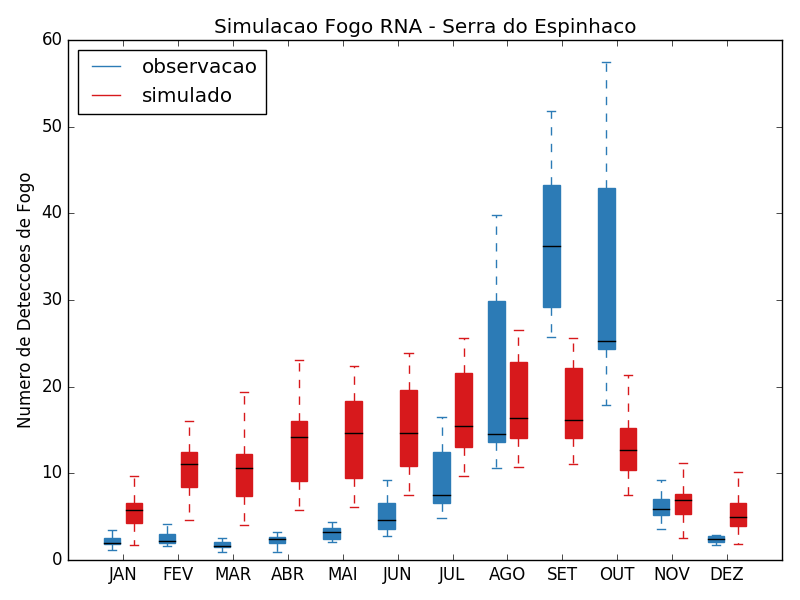 Simulacao Fogo RNA - Serra do Espinhaco
observacao
simulado
Numero de Deteccoes de Fogo
60
50
40
30
20
10
0
JAN FEV MAR ABR MAI JUN JUL AGO SET OUT NOV DEZ